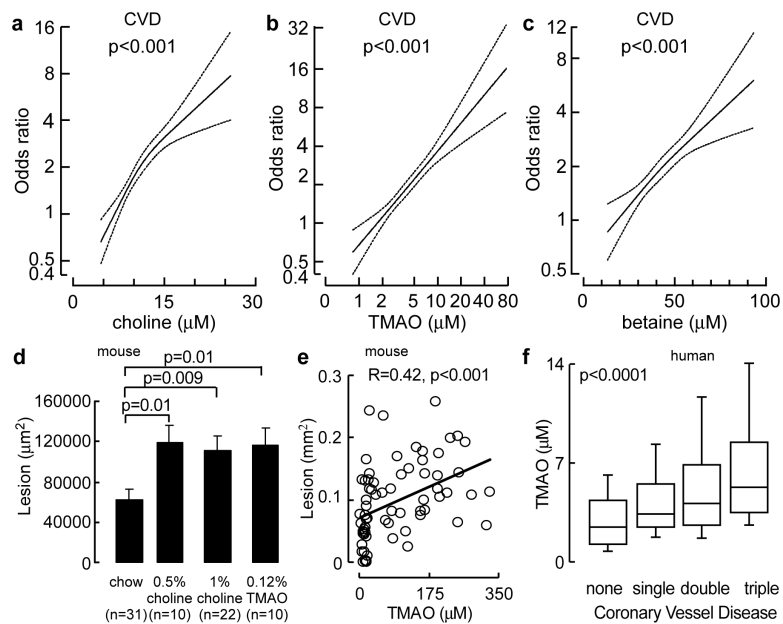 a
CVD
p<0.001
Odds ratio
16
8
4
2
1
0.5
0.4
0
15
30
choline (μM)
b
CVD
p<0.001
Odds ratio
32
16
8
4
2
1
0.5
0.4
0
1
2
5
10
20
40
80
TMAO (μM)
c
CVD
p<0.001
Odds ratio
12
8
4
2
1
0.5
0
50
100
betaine (μM)
d
mouse
p=0.01
p=0.009
p=0.01
Lesion (μm²)
160000
120000
80000
40000
0
chow 0.5% 1% 0.12%
choline choline TMAO
(n=31) (n=10) (n=22) (n=10)
e
mouse
R=0.42, p<0.001
Lesion (mm²)
0.3
0.2
0.1
0
0
175
350
TMAO (μM)
f
human
p<0.0001
TMAO (μM)
14
7
0
none single double triple
Coronary Vessel Disease